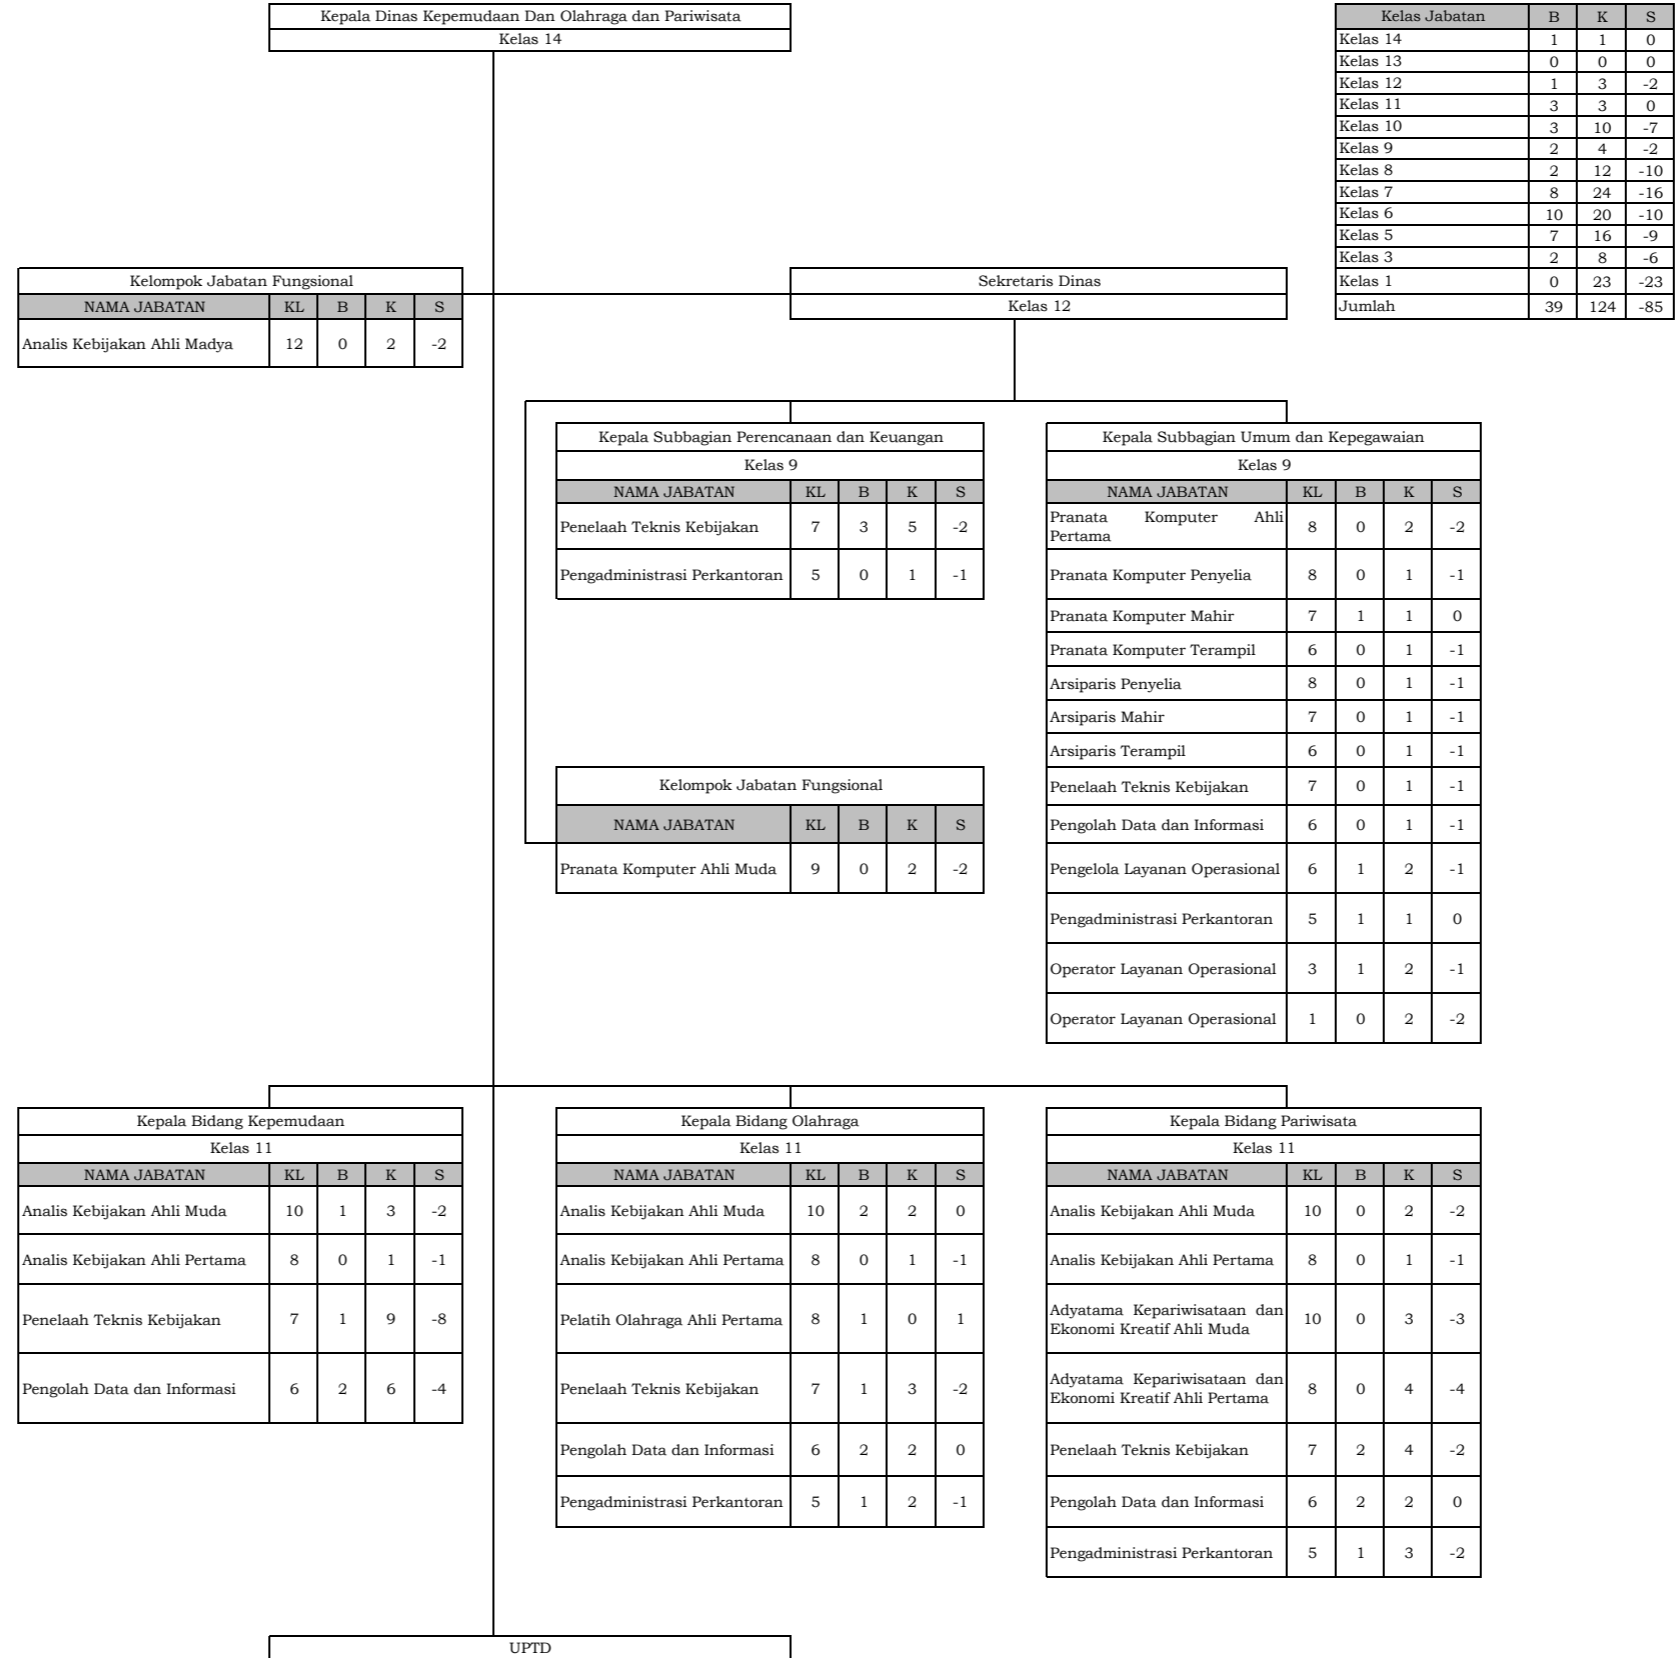 Kepala Dinas Kepemudaan Dan Olahraga dan Pariwisata
Kelas 14
Kelas Jabatan B K S
Kelas 14 1 1 0
Kelas 13 0 0 0
Kelas 12 1 3 -2
Kelas 11 3 3 0
Kelas 10 3 10 -7
Kelas 9 2 4 -2
Kelas 8 2 12 -10
Kelas 7 8 24 -16
Kelas 6 10 20 -10
Kelas 5 7 16 -9
Kelas 3 2 8 -6
Kelas 1 0 23 -23
Jumlah 39 124 -85
Kelompok Jabatan Fungsional
NAMA JABATAN KL B K S
Analis Kebijakan Ahli Madya 12 0 2 -2
Sekretaris Dinas
Kelas 12
Kepala Subbagian Perencanaan dan Keuangan
Kelas 9
NAMA JABATAN KL B K S
Penelaah Teknis Kebijakan 7 3 5 -2
Pengadministrasi Perkantoran 5 0 1 -1
Kelompok Jabatan Fungsional
NAMA JABATAN KL B K S
Pranata Komputer Ahli Muda 9 0 2 -2
Kepala Subbagian Umum dan Kepegawaian
Kelas 9
NAMA JABATAN KL B K S
Pranata Komputer Ahli
Pertama 8 0 2 -2
Pranata Komputer Penyelia 8 0 1 -1
Pranata Komputer Mahir 7 1 1 0
Pranata Komputer Terampil 6 0 1 -1
Arsiparis Penyelia 8 0 1 -1
Arsiparis Mahir 7 0 1 -1
Arsiparis Terampil 6 0 1 -1
Penelaah Teknis Kebijakan 7 0 1 -1
Pengolah Data dan Informasi 6 0 1 -1
Pengelola Layanan Operasional 6 1 2 -1
Pengadministrasi Perkantoran 5 1 1 0
Operator Layanan Operasional 3 1 2 -1
Operator Layanan Operasional 1 0 2 -2
Kepala Bidang Kepemudaan
Kelas 11
NAMA JABATAN KL B K S
Analis Kebijakan Ahli Muda 10 1 3 -2
Analis Kebijakan Ahli Pertama 8 0 1 -1
Penelaah Teknis Kebijakan 7 1 9 -8
Pengolah Data dan Informasi 6 2 6 -4
Kepala Bidang Olahraga
Kelas 11
NAMA JABATAN KL B K S
Analis Kebijakan Ahli Muda 10 2 2 0
Analis Kebijakan Ahli Pertama 8 0 1 -1
Pelatih Olahraga Ahli Pertama 8 1 0 1
Penelaah Teknis Kebijakan 7 1 3 -2
Pengolah Data dan Informasi 6 2 2 0
Pengadministrasi Perkantoran 5 1 2 -1
Kepala Bidang Pariwisata
Kelas 11
NAMA JABATAN KL B K S
Analis Kebijakan Ahli Muda 10 0 2 -2
Analis Kebijakan Ahli Pertama 8 0 1 -1
Adyatama Kepariwisataan dan
Ekonomi Kreatif Ahli Muda 10 0 3 -3
Adyatama Kepariwisataan dan
Ekonomi Kreatif Ahli Pertama 8 0 4 -4
Penelaah Teknis Kebijakan 7 2 4 -2
Pengolah Data dan Informasi 6 2 2 0
Pengadministrasi Perkantoran 5 1 3 -2
UPTD